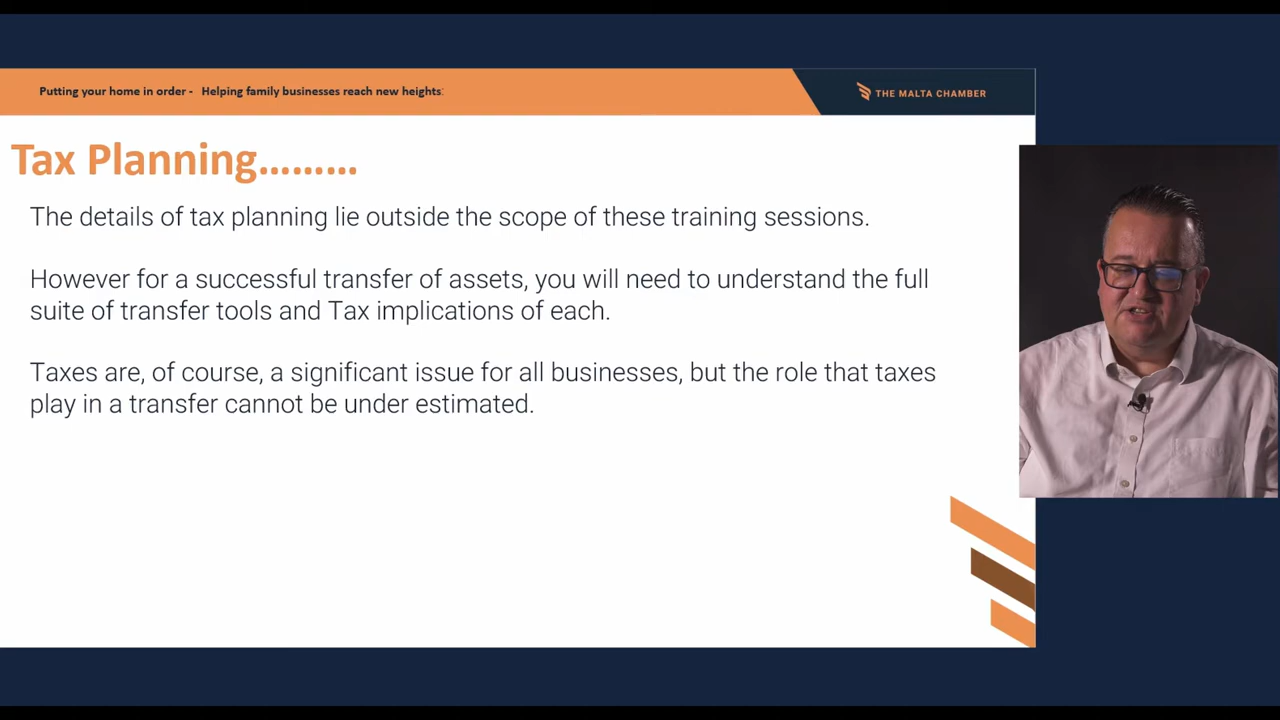 Putting your home in order -   Helping family businesses reach new heights:
THE MALTA CHAMBER
Tax Planning.........
The details of tax planning lie outside the scope of these training sessions.
However for a successful transfer of assets, you will need to understand the full
suite of transfer tools and Tax implications of each.
Taxes are, of course, a significant issue for all businesses, but the role that taxes
play in a transfer cannot be under estimated.